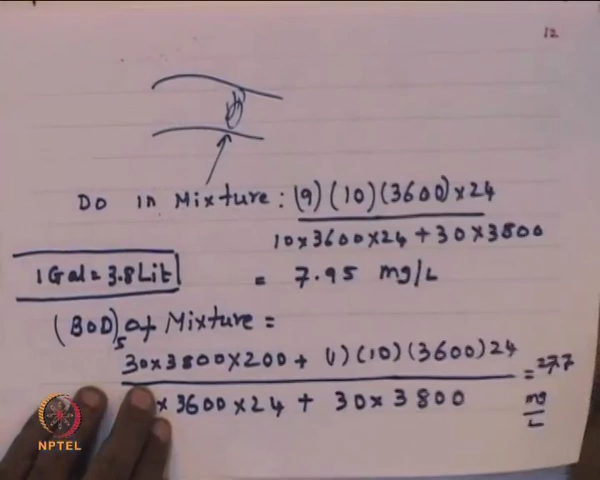 12
Do in Mixture: (9)(10)(3600)×24
10×3600×24 + 30×3800
1 Gal = 3.8 Lit
= 7.95 mg/L
(BOD)5 of Mixture =
30×3800×200 + (1)(10)(3600)24
× 3600×24 + 30×3800
= 277 mg/L
NPTEL